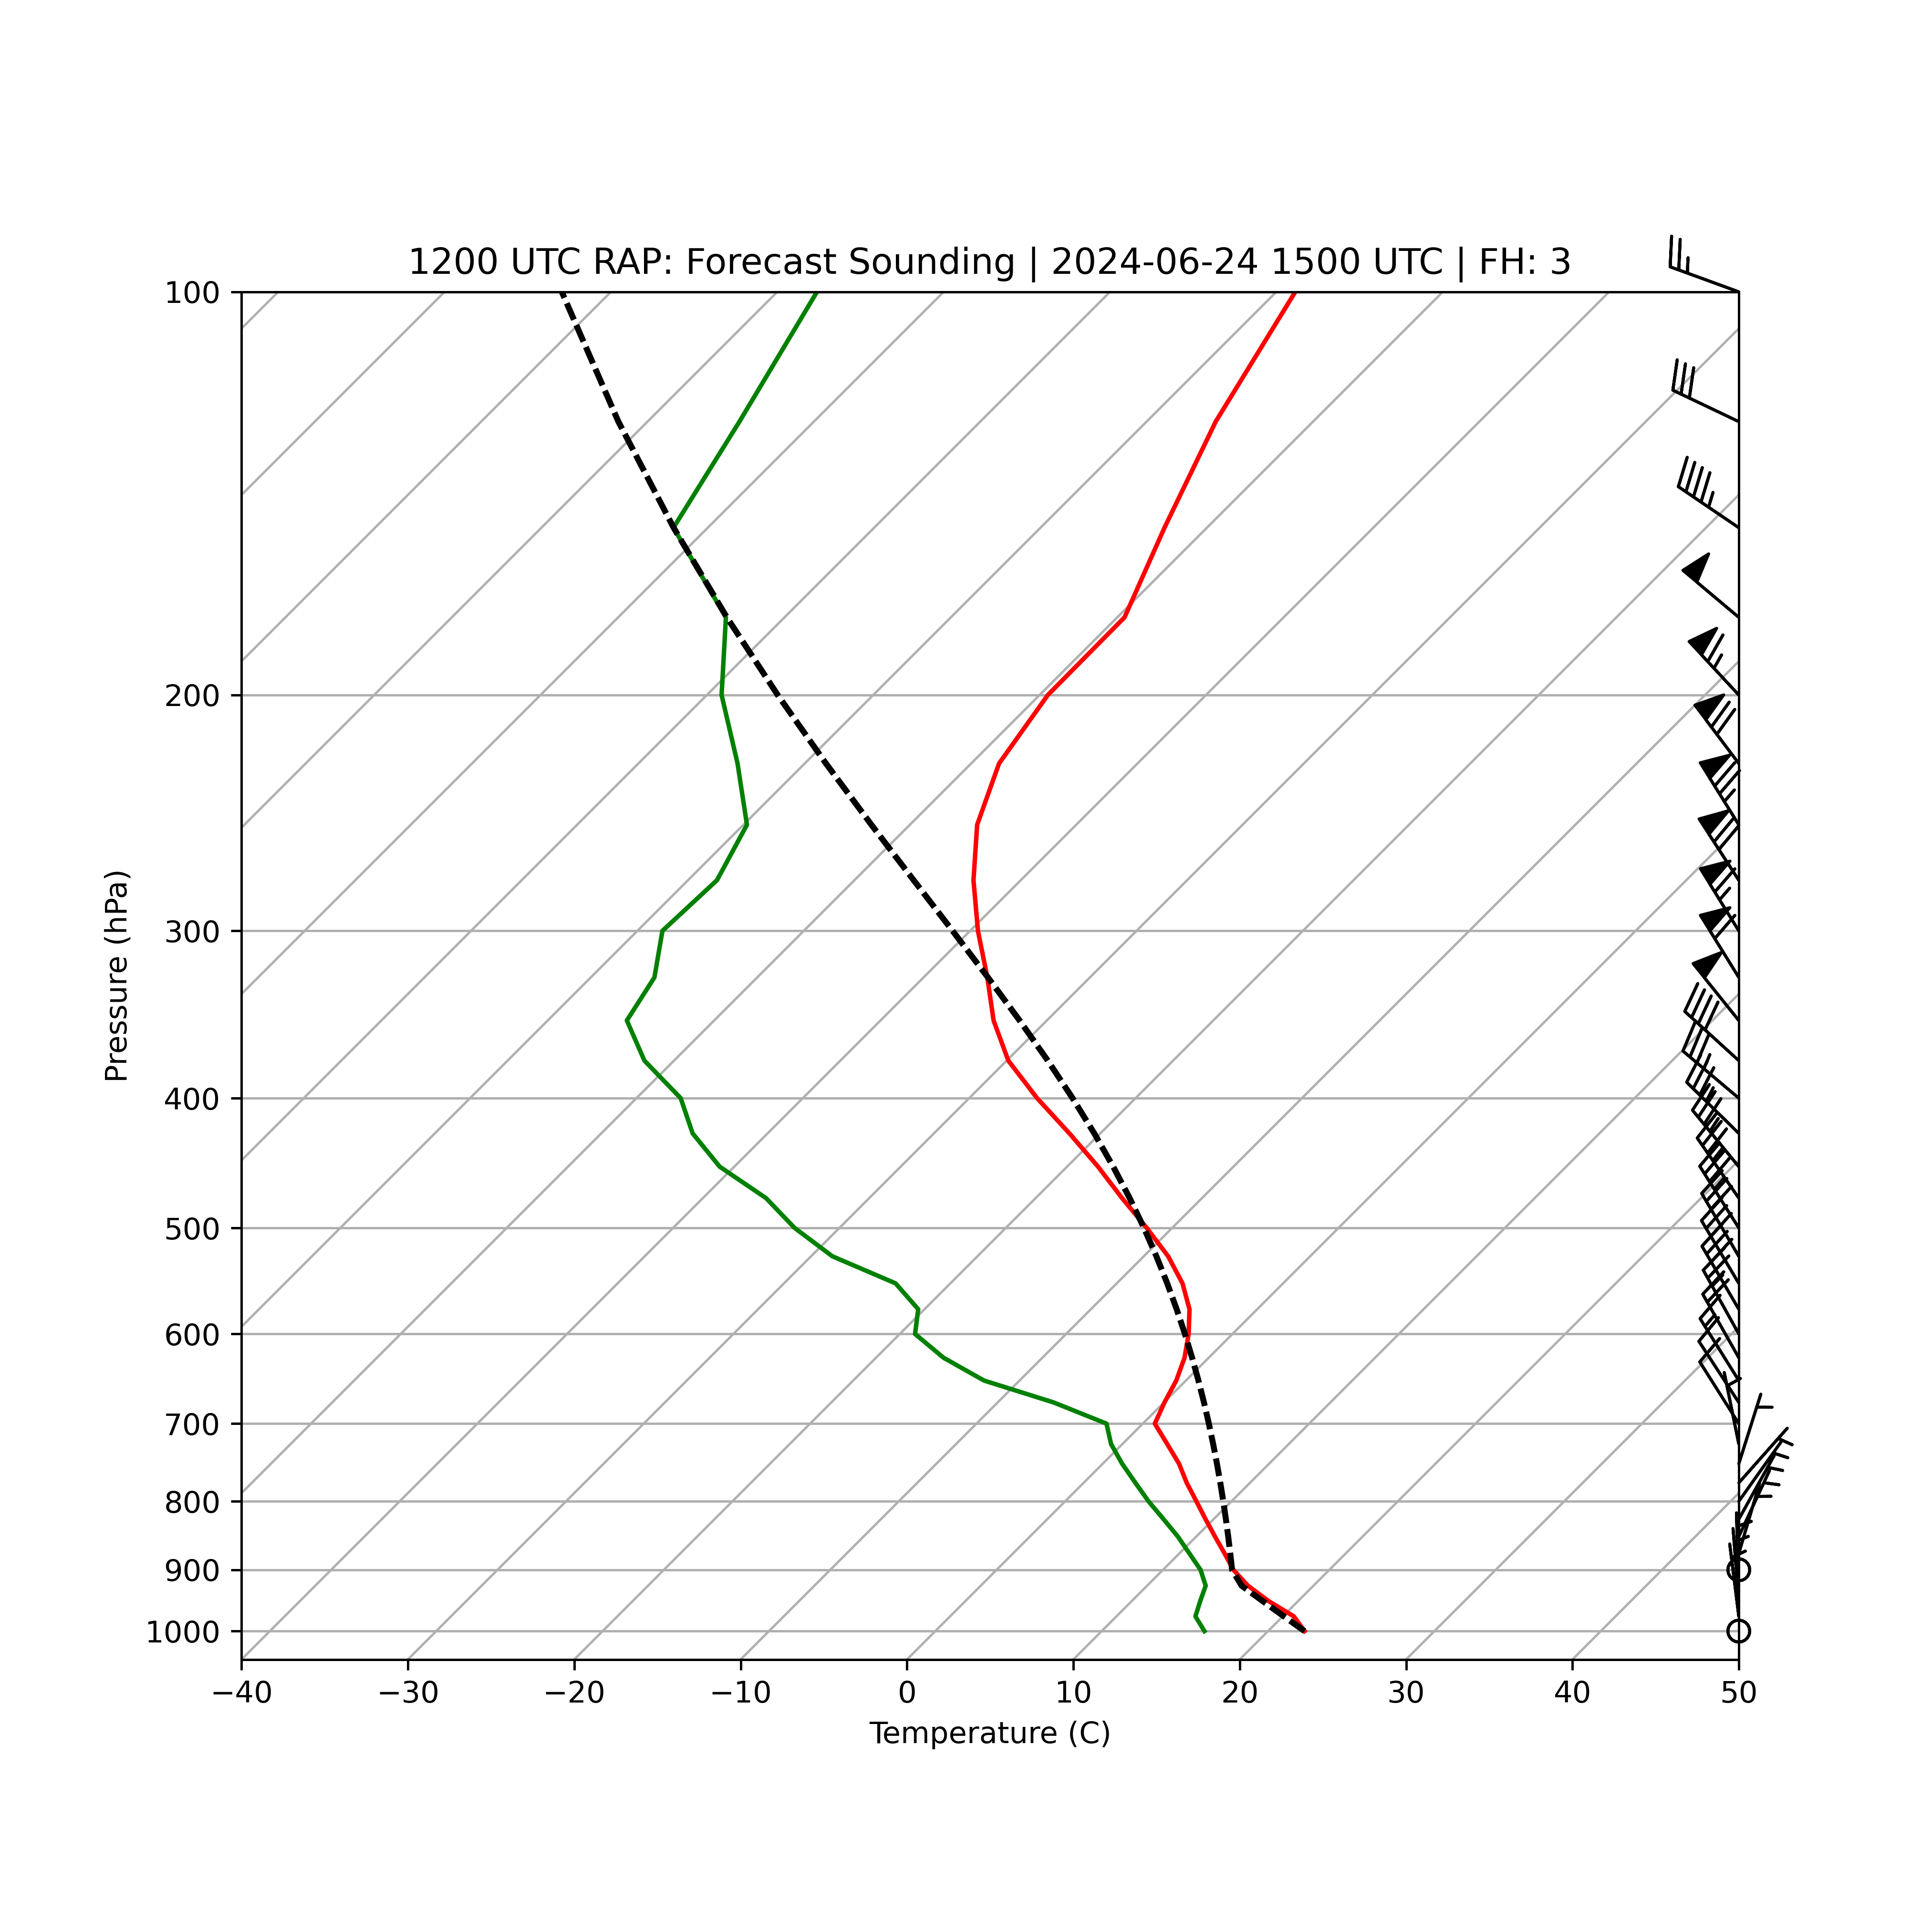 1200 UTC RAP: Forecast Sounding | 2024-06-24 1500 UTC | FH: 3
100
200
300
400
500
600
700
800
900
1000
Pressure (hPa)
−40 −30 −20 −10 0 10 20 30 40 50
Temperature (C)